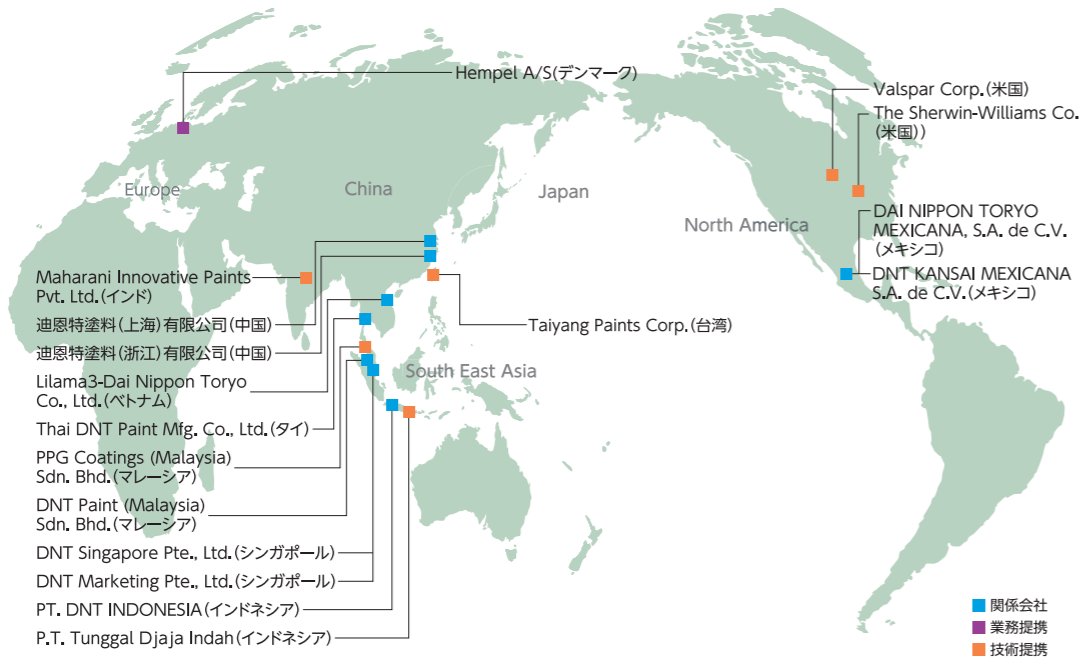 Hempel A/S(デンマーク)
Valspar Corp.(米国)
The Sherwin-Williams Co.
(米国))
Europe
China
Japan
North America
DAI NIPPON TORYO
MEXICANA, S.A. de C.V.
(メキシコ)
DNT KANSAI MEXICANA
S.A. de C.V.(メキシコ)
Maharani Innovative Paints
Pvt. Ltd.(インド)
迪恩特塗料(上海)有限公司(中国)
迪恩特塗料(浙江)有限公司(中国)
Taiyang Paints Corp.(台湾)
South East Asia
Lilama3-Dai Nippon Toryo
Co., Ltd.(ベトナム)
Thai DNT Paint Mfg. Co., Ltd.(タイ)
PPG Coatings (Malaysia)
Sdn. Bhd.(マレーシア)
DNT Paint (Malaysia)
Sdn. Bhd.(マレーシア)
DNT Singapore Pte., Ltd.(シンガポール)
DNT Marketing Pte., Ltd.(シンガポール)
PT. DNT INDONESIA(インドネシア)
P.T. Tunggal Djaja Indah(インドネシア)
関係会社
業務提携
技術提携